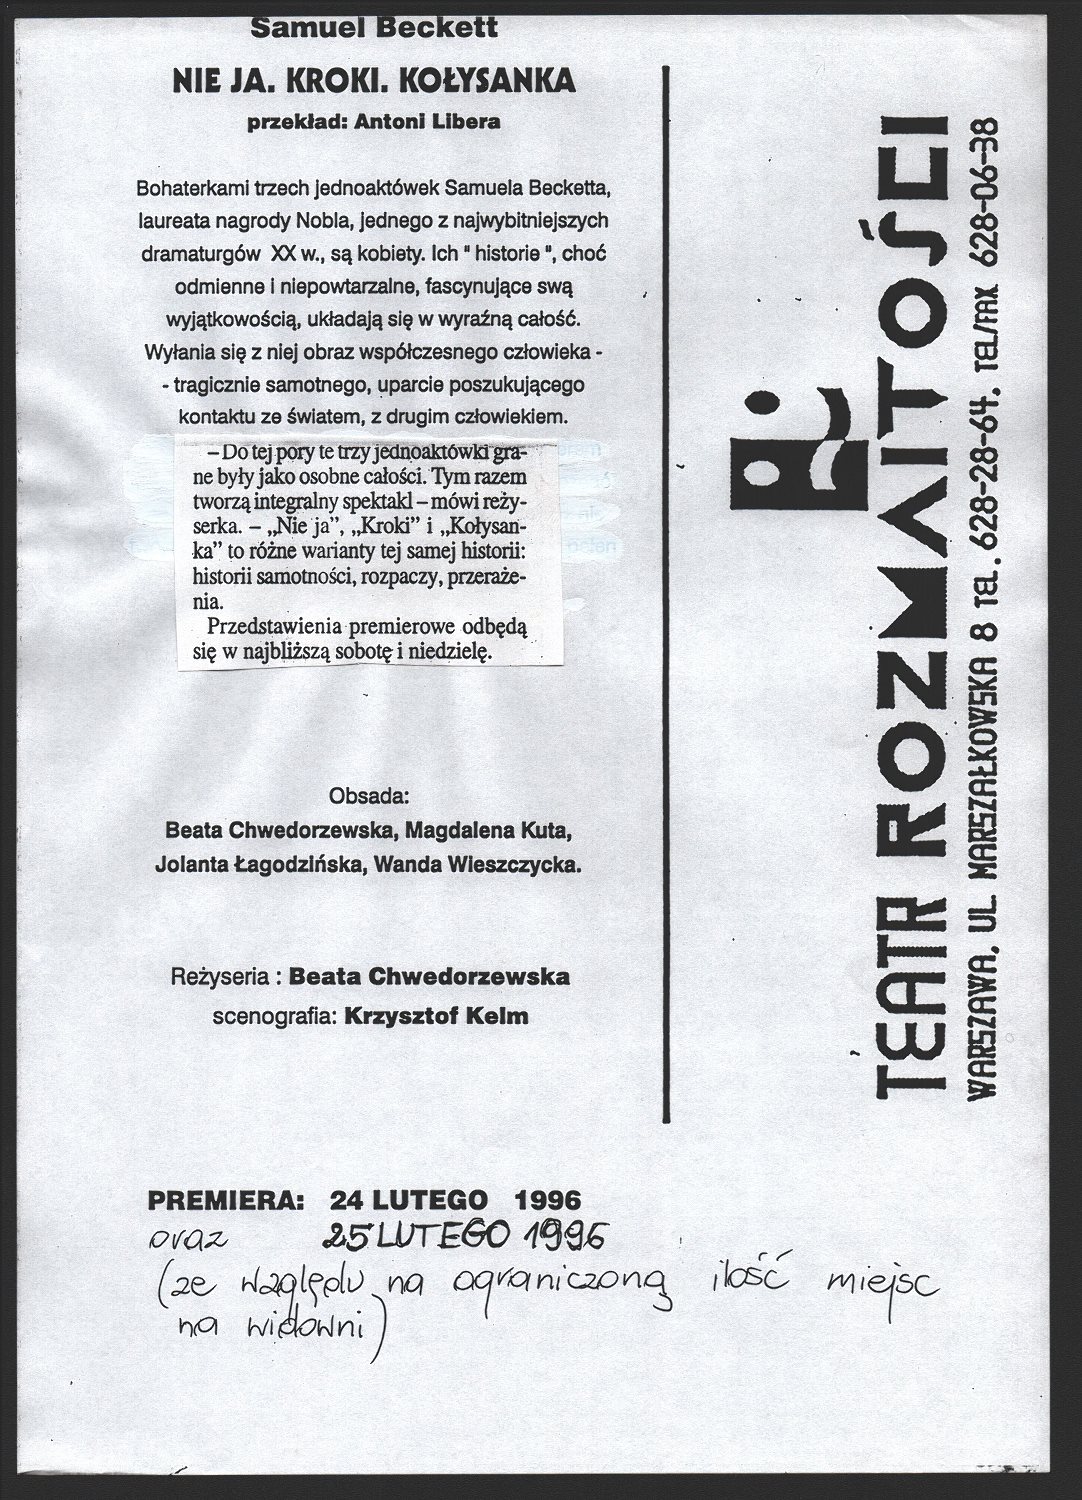 Samuel Beckett
NIE JA. KROKI. KOŁYSANKA
przekład: Antoni Libera
Bohaterkami trzech jednoaktówek Samuela Becketta,
laureata nagrody Nobla, jednego z najwybitniejszych
dramaturgów XX w., są kobiety. Ich " historie ", choć
odmienne i niepowtarzalne, fascynujące swą
wyjątkowością, układają się w wyraźną całość.
Wyłania się z niej obraz współczesnego człowieka -
- tragicznie samotnego, uparcie poszukującego
kontaktu ze światem, z drugim człowiekiem.
– Do tej pory te trzy jednoaktówki gra-
ne były jako osobne całości. Tym razem
tworzą integralny spektakl – mówi reży-
serka. – „Nie ja”, „Kroki” i „Kołysan-
ka” to różne warianty tej samej historii:
historii samotności, rozpaczy, przeraże-
nia.
Przedstawienia premierowe odbędą
się w najbliższą sobotę i niedzielę.
Obsada:
Beata Chwedorzewska, Magdalena Kuta,
Jolanta Łagodzińska, Wanda Wieszczycka.
Reżyseria : Beata Chwedorzewska
scenografia: Krzysztof Kelm
PREMIERA: 24 LUTEGO 1996
oraz 25 LUTEGO 1996
(ze względu na ograniczoną ilość miejsc
na widowni)
TEATR ROZMAITOŚCI
WARSZAWA, UL. MARSZAŁKOWSKA 8 TEL. 628-28-64, TEL/FAX 628-06-38